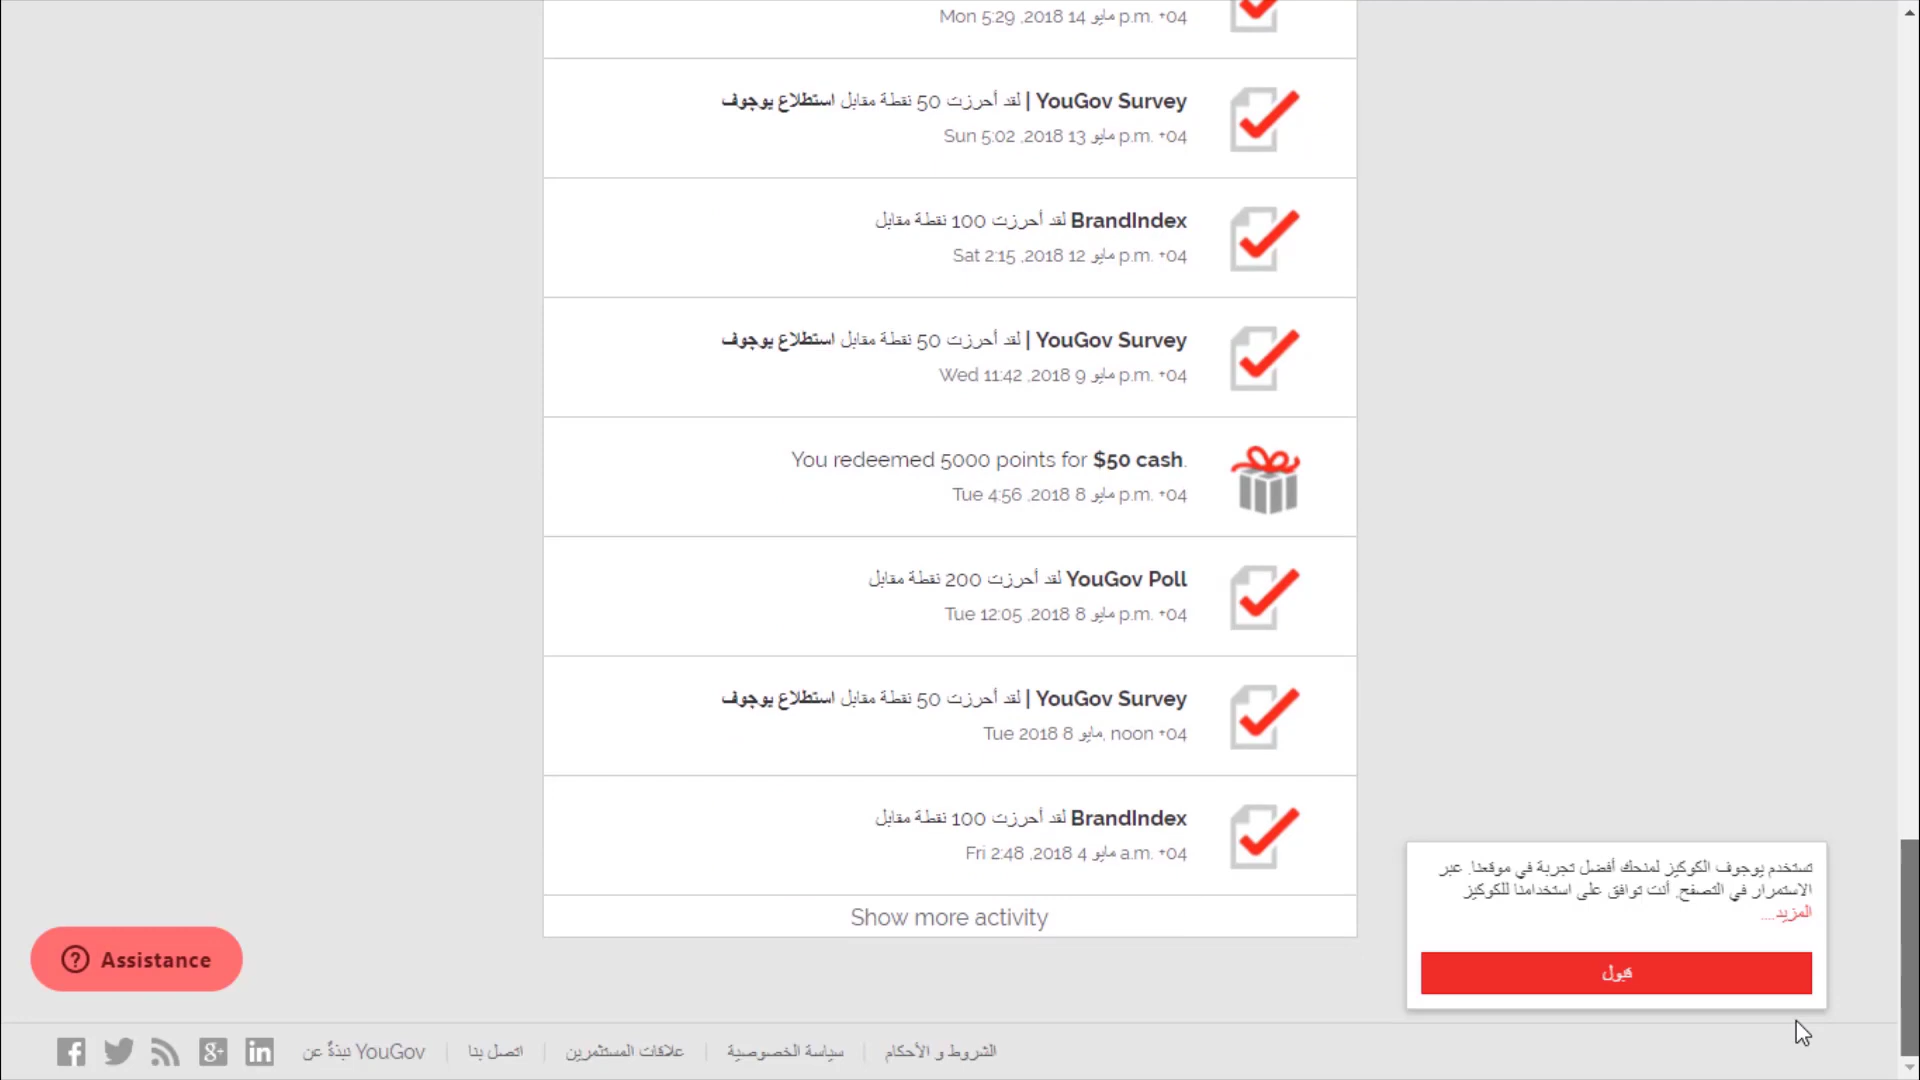 Mon 5:29 ,2018 14 مايو p.m. +04
YouGov Survey | لقد أحرزت 50 نقطة مقابل استطلاع يوجوف
Sun 5:02 ,2018 13 مايو p.m. +04
BrandIndex لقد أحرزت 100 نقطة مقابل
Sat 2:15 ,2018 12 مايو p.m. +04
YouGov Survey | لقد أحرزت 50 نقطة مقابل استطلاع يوجوف
Wed 11:42 ,2018 9 مايو p.m. +04
You redeemed 5000 points for $50 cash.
Tue 4:56 ,2018 8 مايو p.m. +04
YouGov Poll لقد أحرزت 200 نقطة مقابل
Tue 12:05 ,2018 8 مايو p.m. +04
YouGov Survey | لقد أحرزت 50 نقطة مقابل استطلاع يوجوف
Tue 2018 8 مايو, noon +04
BrandIndex لقد أحرزت 100 نقطة مقابل
Fri 2:48 ,2018 4 مايو a.m. +04
Show more activity
تستخدم يوجوف الكوكيز لمنحك أفضل تجربة في موقعنا. عبر
الاستمرار في التصفح, أنت توافق على استخدامنا للكوكيز
المزيد....
قبول
Assistance
نبذةٌ عن YouGov
اتصل بنا
علاقات المستثمرين
سياسة الخصوصية
الشروط و الأحكام